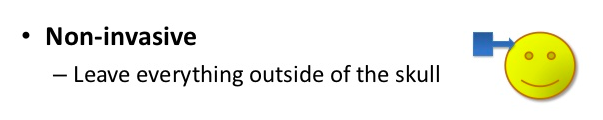 • Non-invasive
– Leave everything outside of the skull